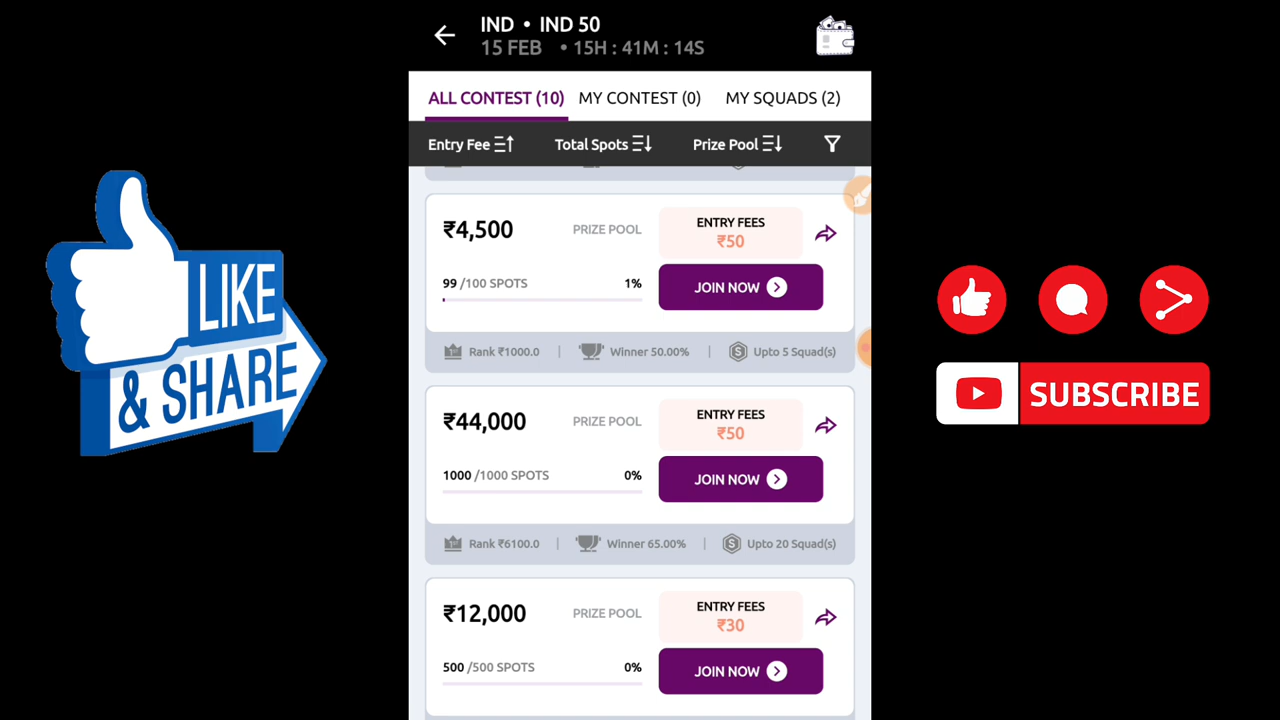 IND • IND 50
15 FEB • 15H : 41M : 14S
ALL CONTEST (10) MY CONTEST (0) MY SQUADS (2)
Entry Fee Total Spots Prize Pool
₹4,500 PRIZE POOL ENTRY FEES
₹50
99 /100 SPOTS 1% JOIN NOW
1st Rank ₹1000.0 | Winner 50.00% | S Upto 5 Squad(s)
₹44,000 PRIZE POOL ENTRY FEES
₹50
1000 /1000 SPOTS 0% JOIN NOW
Rank ₹6100.0 | Winner 65.00% | S Upto 20 Squad(s)
₹12,000 PRIZE POOL ENTRY FEES
₹30
500 /500 SPOTS 0% JOIN NOW
LIKE
& SHARE
SUBSCRIBE